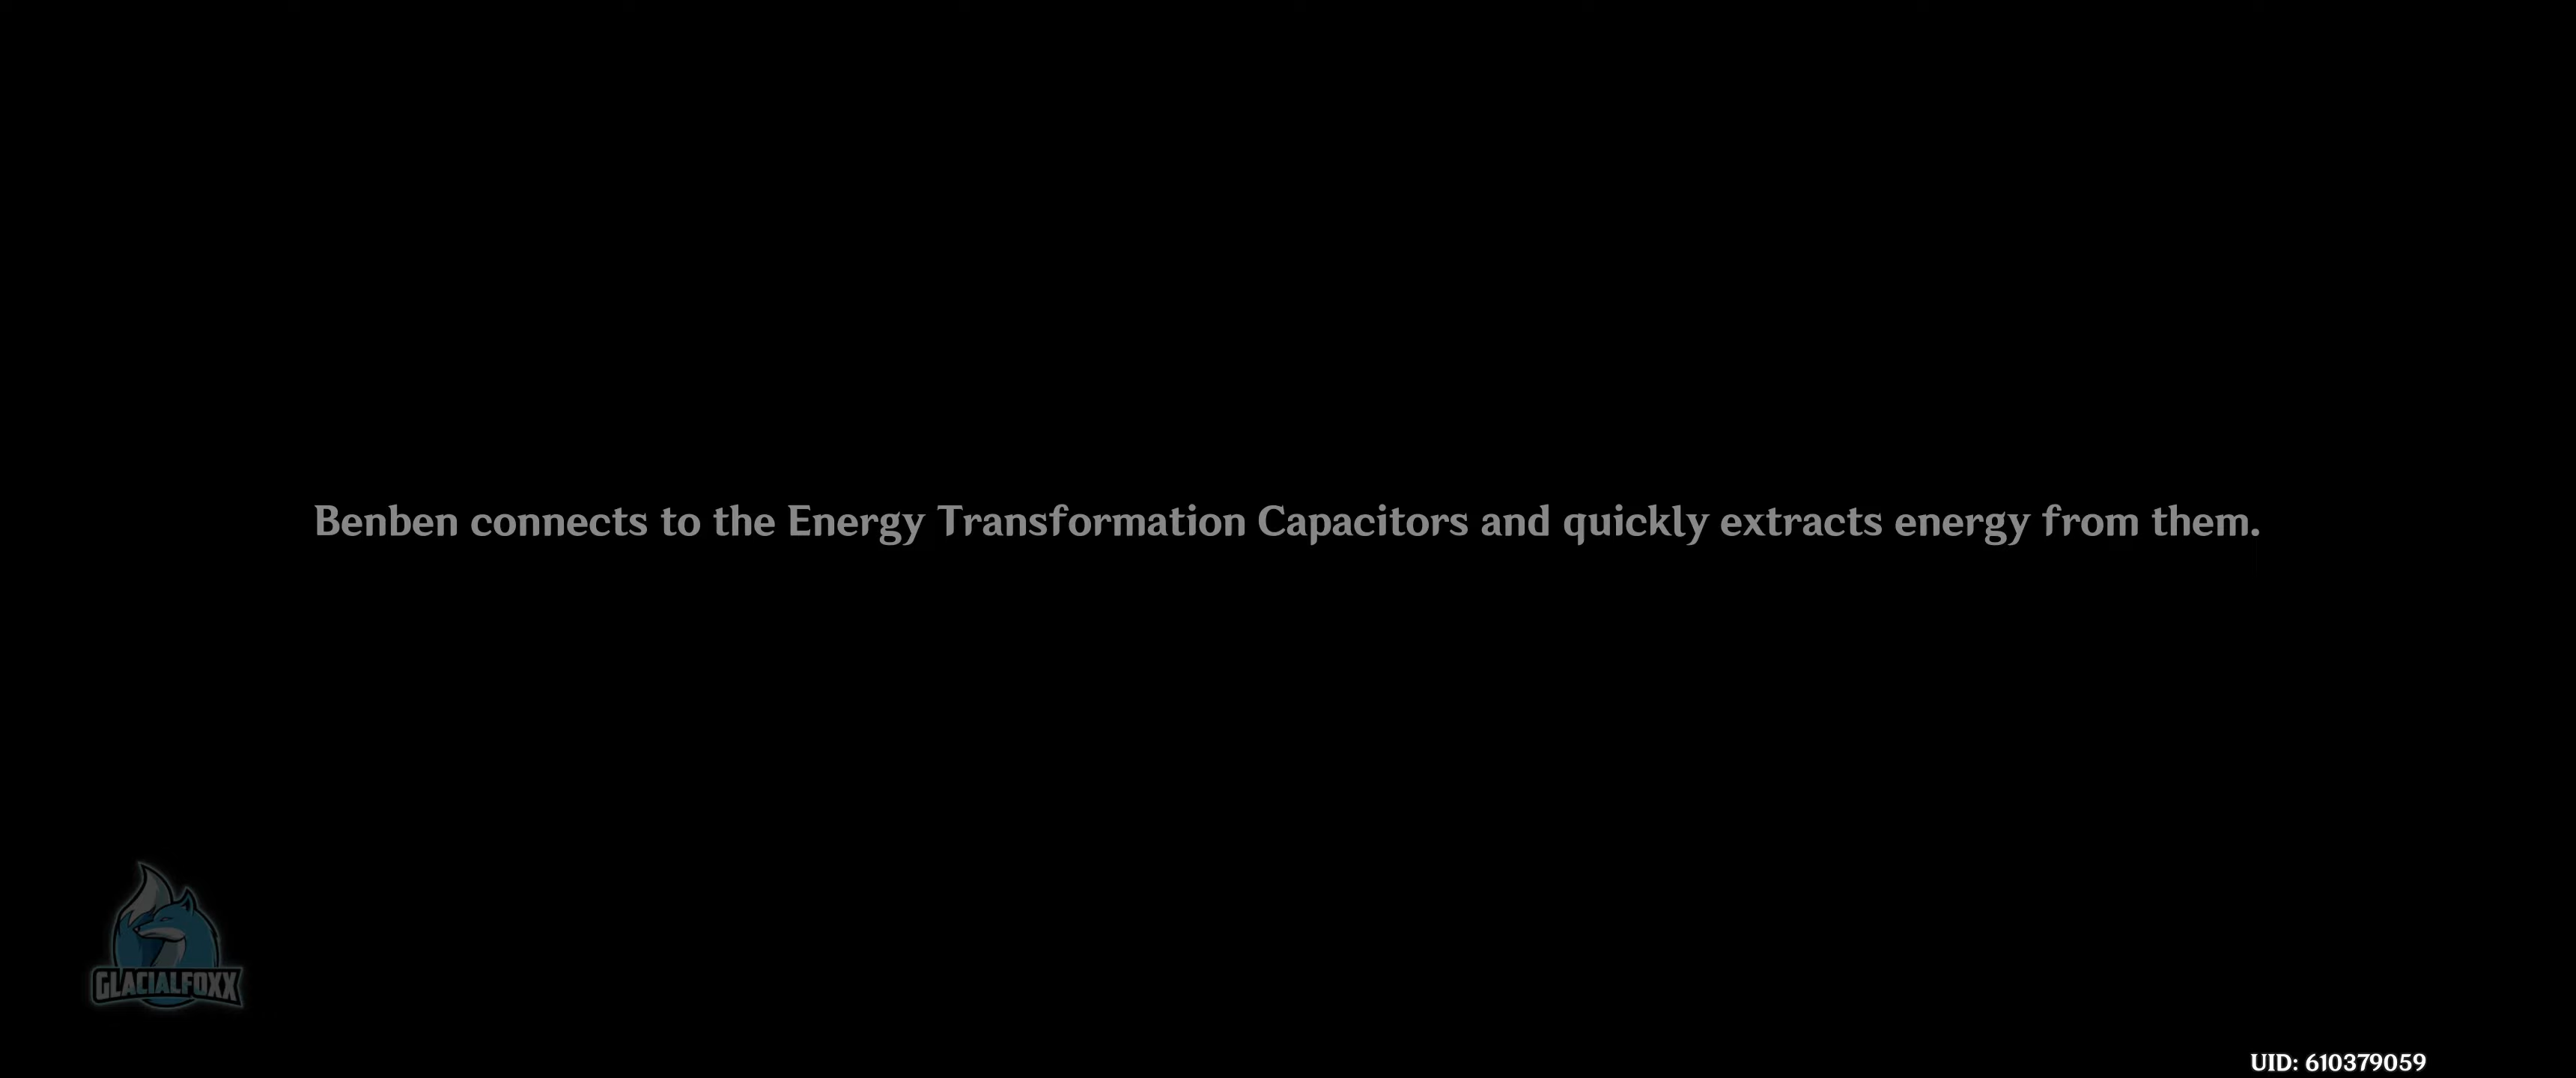 Benben connects to the Energy Transformation Capacitors and quickly extracts energy from them.
GLACIALFOXX
UID: 610379059